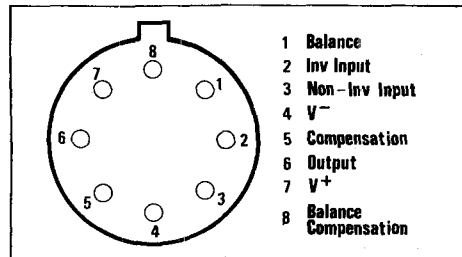 8
7
1
6
2
5
3
4
1 Balance
2 Inv Input
3 Non-Inv Input
4 V⁻
5 Compensation
6 Output
7 V⁺
8 Balance
Compensation